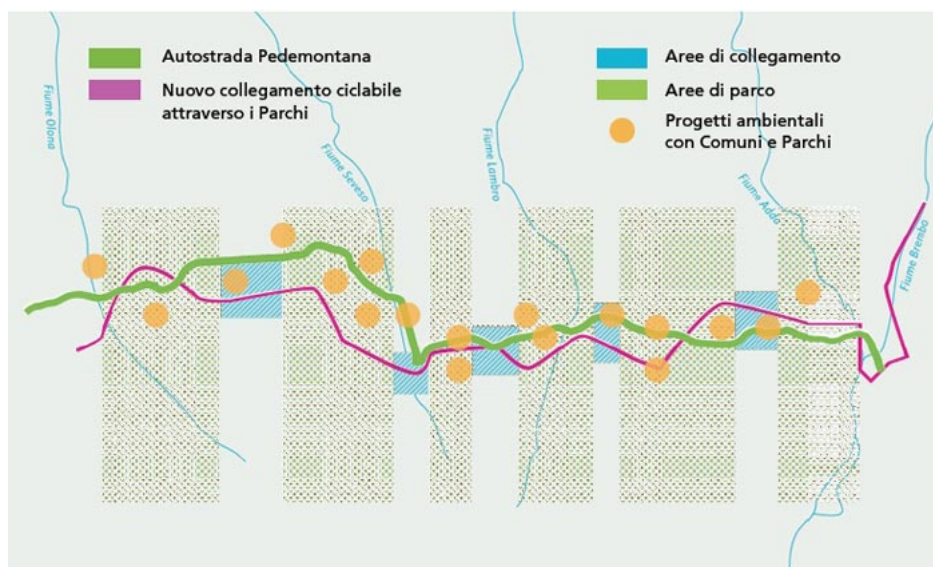 Autostrada Pedemontana
Nuovo collegamento ciclabile
attraverso i Parchi
Aree di collegamento
Aree di parco
Progetti ambientali
con Comuni e Parchi
Fiume Olona
Fiume Seveso
Fiume Lambro
Fiume Adda
Fiume Brembo